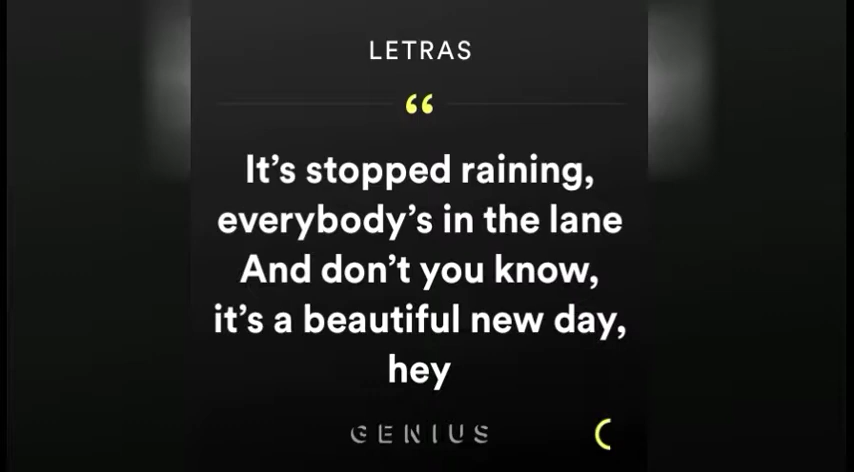 LETRAS
“
It’s stopped raining,
everybody’s in the lane
And don’t you know,
it’s a beautiful new day,
hey
GENIUS